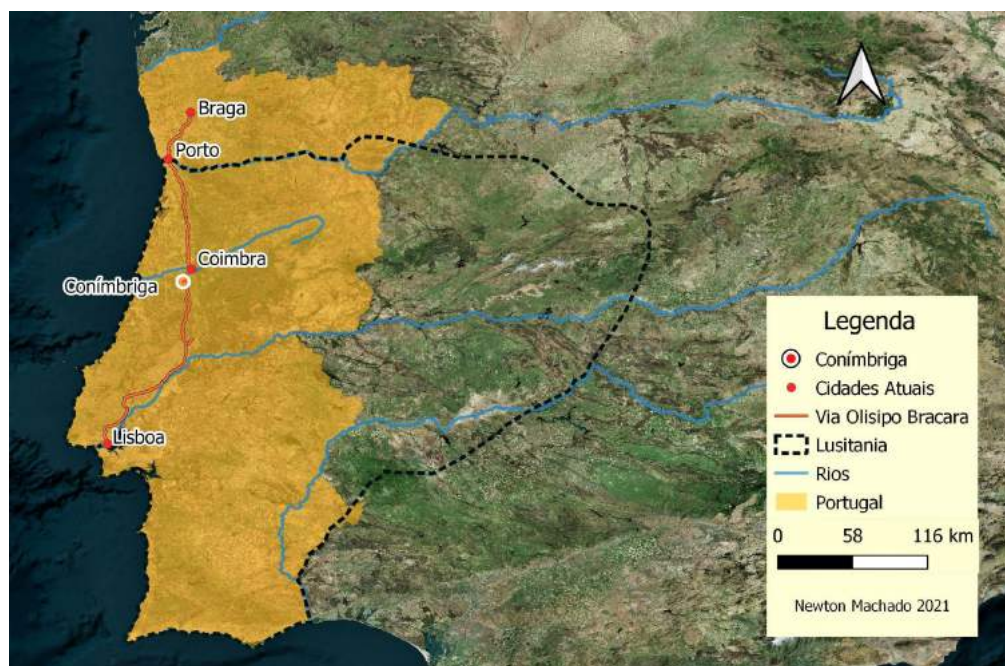 Braga
Porto
Coimbra
Conímbriga
Lisboa
Legenda
Conímbriga
Cidades Atuais
Via Olisipo Bracara
Lusitania
Rios
Portugal
0 58 116 km
Newton Machado 2021